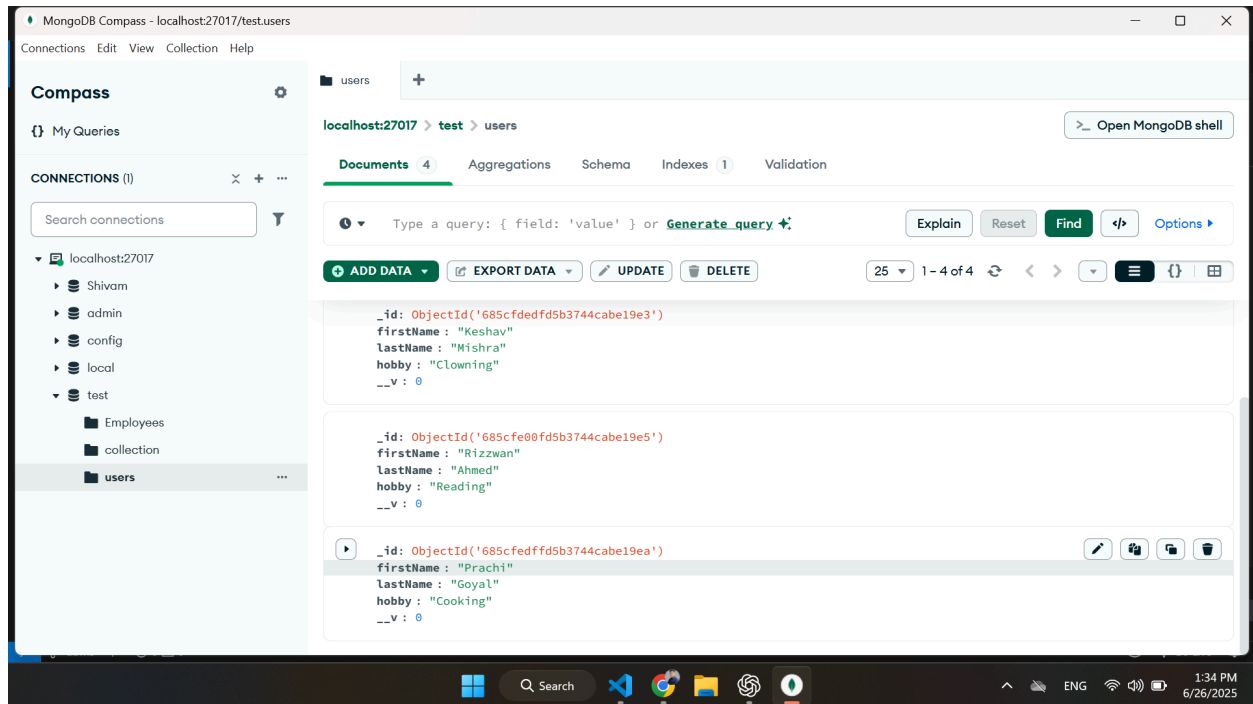 MongoDB Compass - localhost:27017/test.users
Connections Edit View Collection Help
Compass
{} My Queries
CONNECTIONS (1)
Search connections
localhost:27017
Shivam
admin
config
local
test
Employees
collection
users
users
localhost:27017 > test > users
>_ Open MongoDB shell
Documents 4 Aggregations Schema Indexes 1 Validation
Type a query: { field: 'value' } or Generate query
Explain Reset Find </> Options
ADD DATA EXPORT DATA UPDATE DELETE 25 1 – 4 of 4 {}
_id: ObjectId('685cfdedfd5b3744cabe19e3')
firstName : "Keshav"
lastName : "Mishra"
hobby : "Clowning"
__v : 0
_id: ObjectId('685cfe00fd5b3744cabe19e5')
firstName : "Rizzwan"
lastName : "Ahmed"
hobby : "Reading"
__v : 0
_id: ObjectId('685cfedffd5b3744cabe19ea')
firstName : "Prachi"
lastName : "Goyal"
hobby : "Cooking"
__v : 0
Search
ENG
1:34 PM
6/26/2025